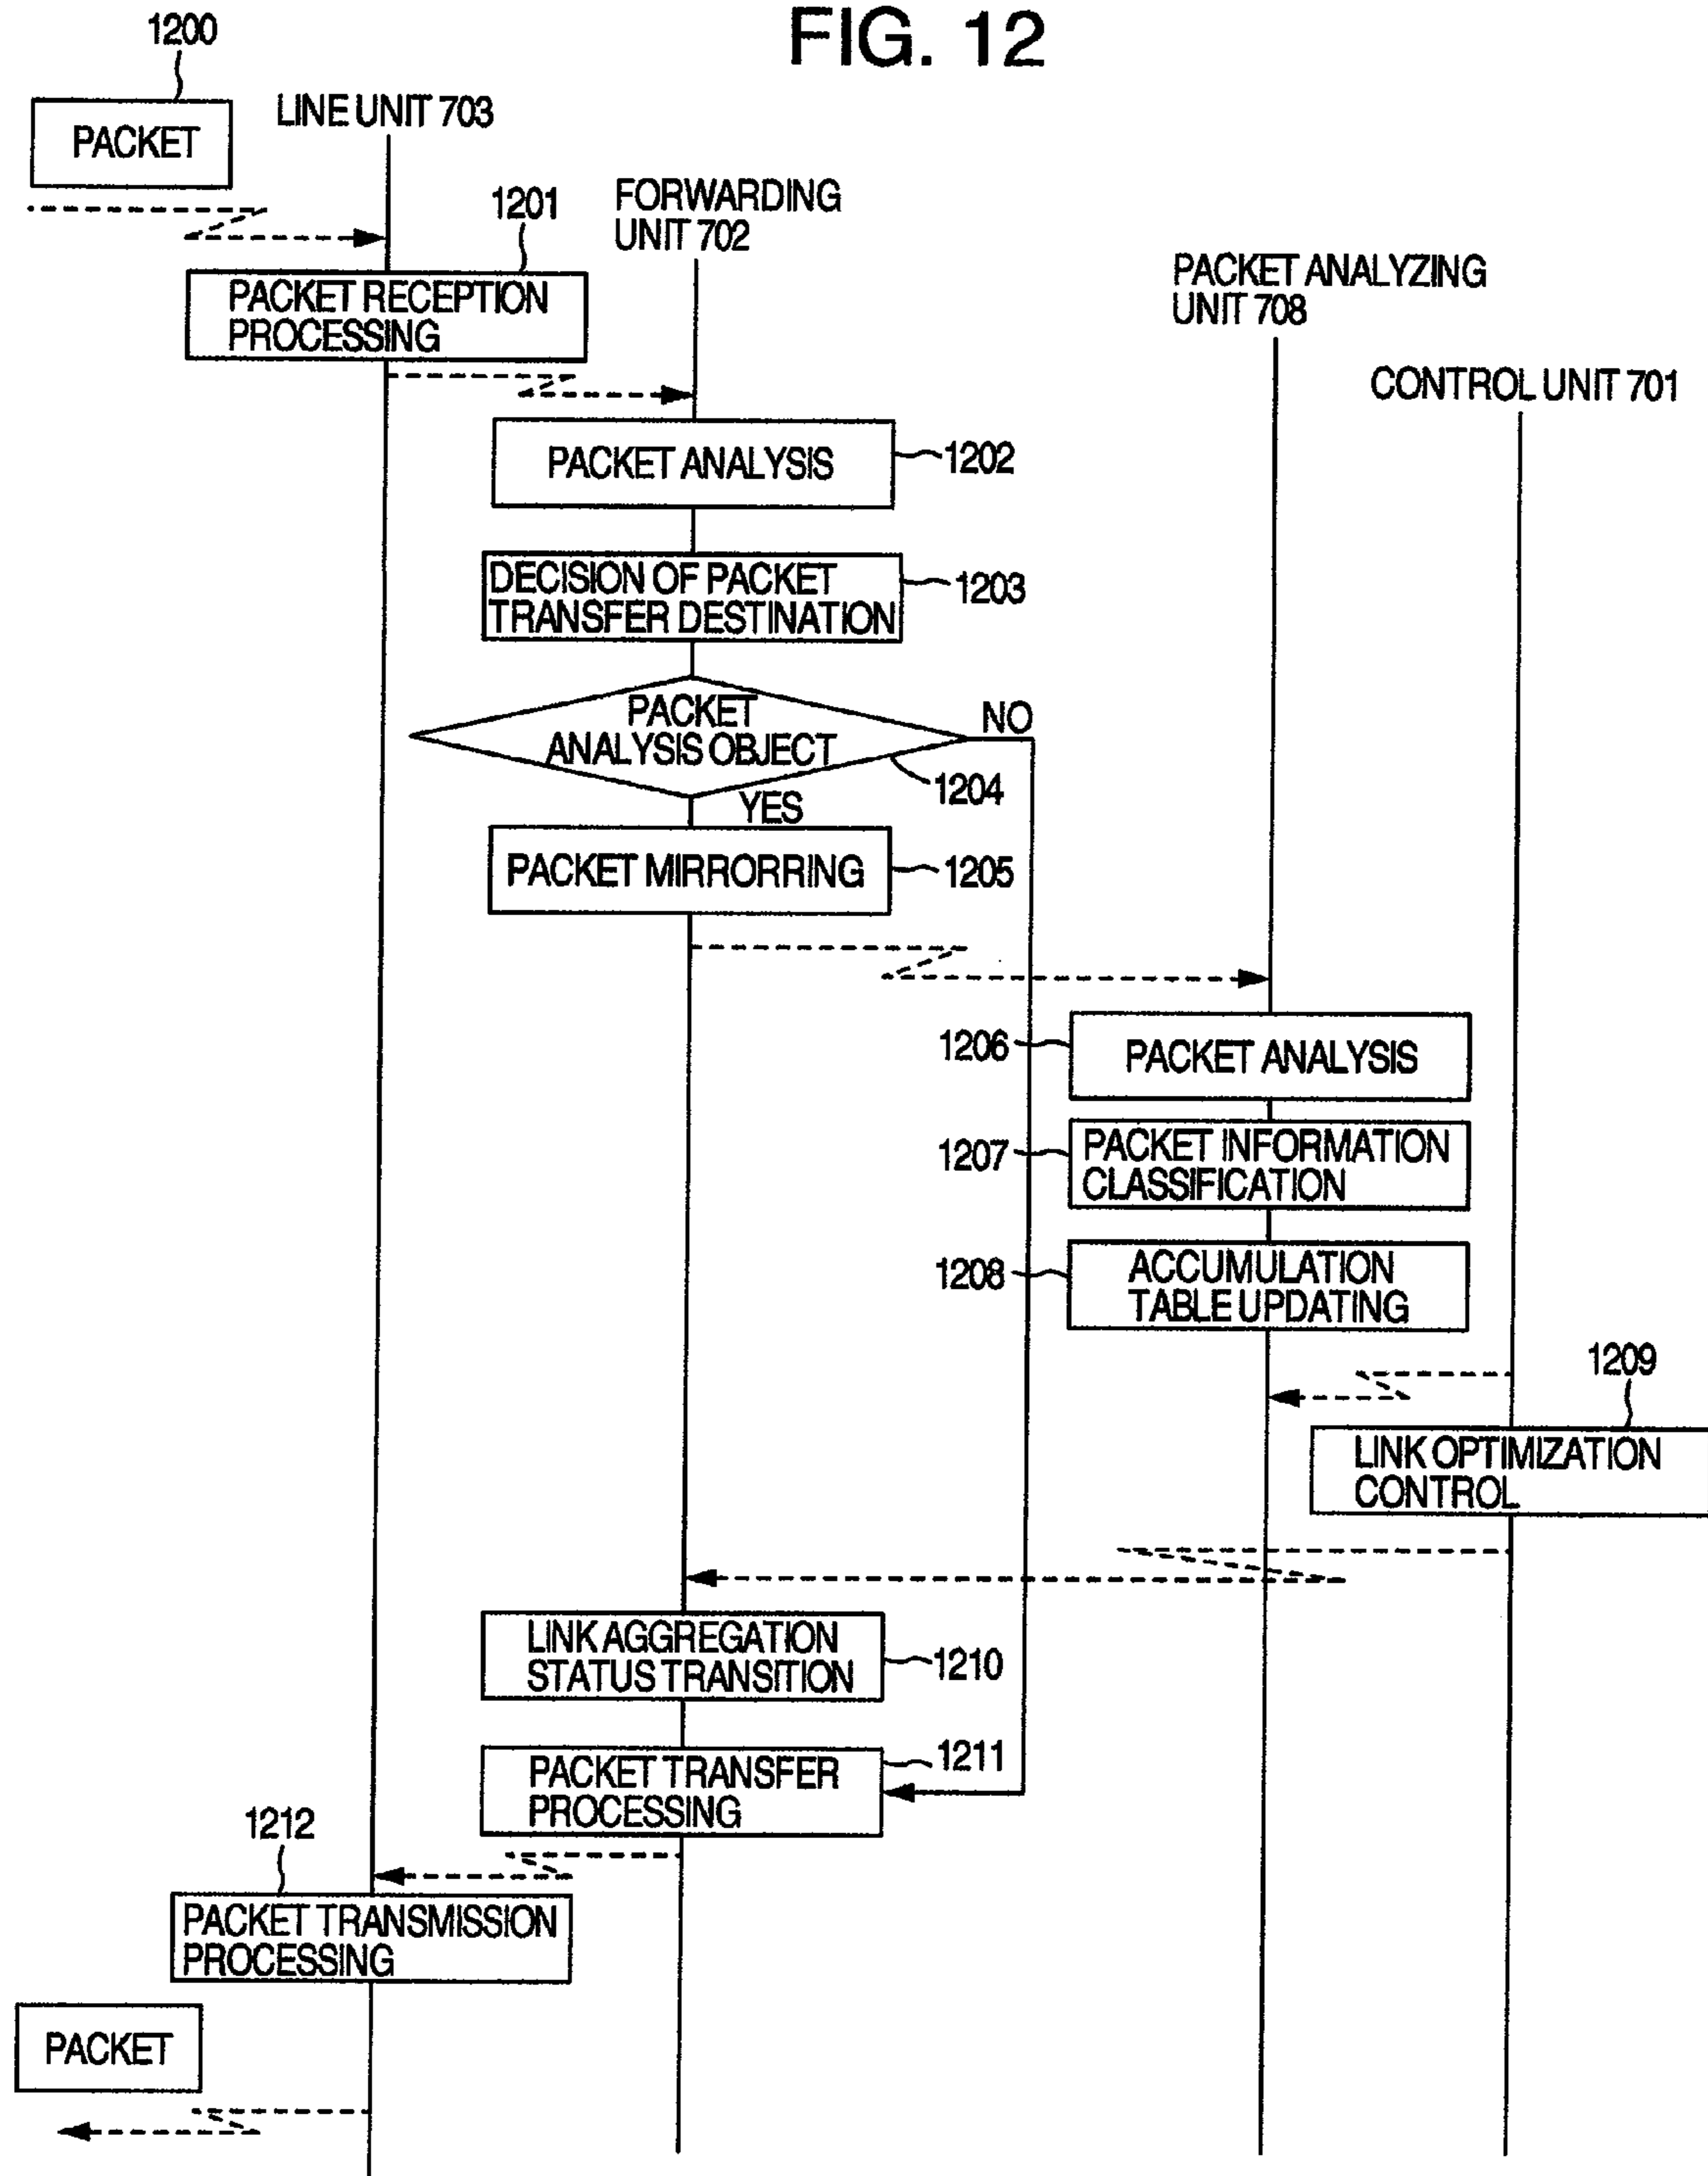 FIG. 12
1200
PACKET
LINE UNIT 703
1201
FORWARDING
UNIT 702
PACKET ANALYZING
UNIT 708
CONTROL UNIT 701
PACKET RECEPTION
PROCESSING
PACKET ANALYSIS
1202
DECISION OF PACKET
TRANSFER DESTINATION
1203
PACKET
ANALYSIS OBJECT
NO
1204
YES
PACKET MIRRORRING
1205
1206
PACKET ANALYSIS
1207
PACKET INFORMATION
CLASSIFICATION
1208
ACCUMULATION
TABLE UPDATING
1209
LINK OPTIMIZATION
CONTROL
LINK AGGREGATION
STATUS TRANSITION
1210
PACKET TRANSFER
PROCESSING
1211
1212
PACKET TRANSMISSION
PROCESSING
PACKET